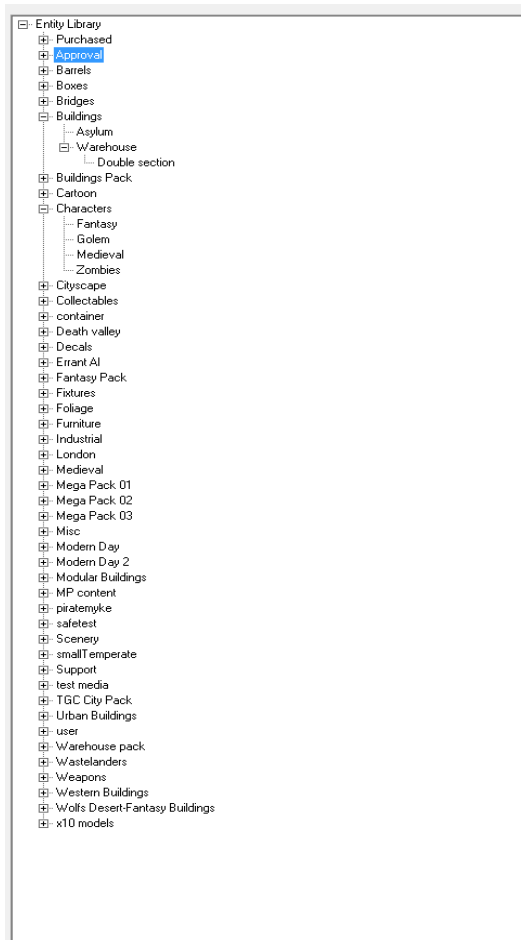 Entity Library
Purchased
Approval
Barrels
Boxes
Bridges
Buildings
Asylum
Warehouse
Double section
Buildings Pack
Cartoon
Characters
Fantasy
Golem
Medieval
Zombies
Cityscape
Collectables
container
Death valley
Decals
Errant AI
Fantasy Pack
Fixtures
Foliage
Furniture
Industrial
London
Medieval
Mega Pack 01
Mega Pack 02
Mega Pack 03
Misc
Modern Day
Modern Day 2
Modular Buildings
MP content
piratemyke
safetest
Scenery
smallTemperate
Support
test media
TGC City Pack
Urban Buildings
user
Warehouse pack
Wastelanders
Weapons
Western Buildings
Wolfs Desert-Fantasy Buildings
x10 models